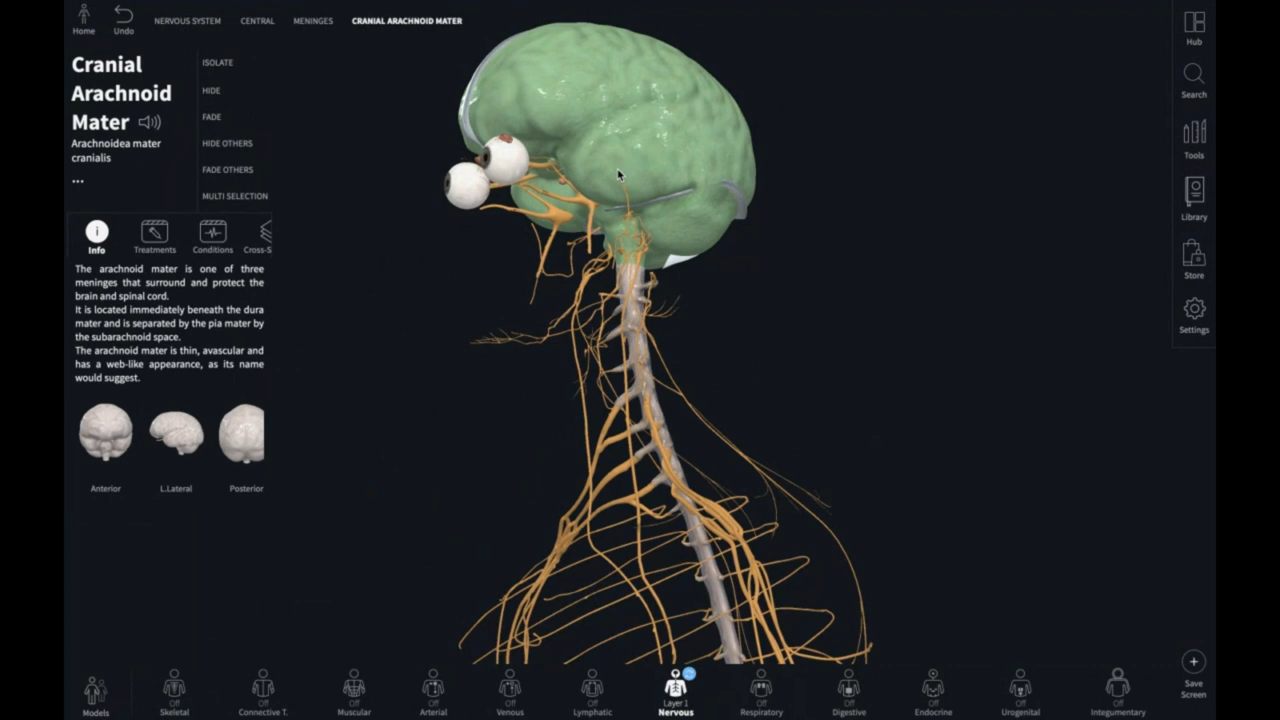 Home
Undo
NERVOUS SYSTEM
CENTRAL
MENINGES
CRANIAL ARACHNOID MATER
Cranial
Arachnoid
Mater
Arachnoidea mater
cranialis
...
ISOLATE
HIDE
FADE
HIDE OTHERS
FADE OTHERS
MULTI SELECTION
i
Info
Treatments
Conditions
Cross-S
The arachnoid mater is one of three
meninges that surround and protect the
brain and spinal cord.
It is located immediately beneath the dura
mater and is separated by the pia mater by
the subarachnoid space.
The arachnoid mater is thin, avascular and
has a web-like appearance, as its name
would suggest.
Anterior
L.Lateral
Posterior
Hub
Search
Tools
Library
Store
Settings
Save
Screen
Models
Off
Skeletal
Off
Connective T.
Off
Muscular
Off
Arterial
Off
Venous
Off
Lymphatic
Layer 1
Nervous
Off
Respiratory
Off
Digestive
Off
Endocrine
Off
Urogenital
Off
Integumentary